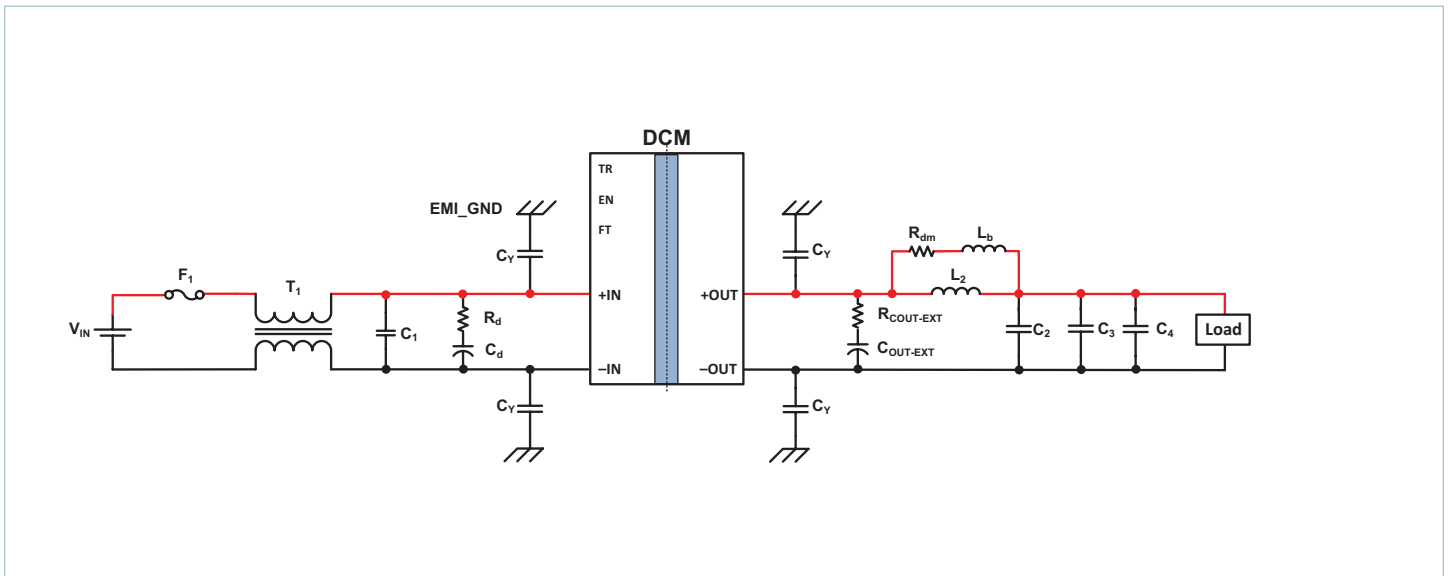 DCM
TR
EN
FT
EMI_GND
CY
CY
F1
T1
VIN
C1
Rd
Cd
+IN
–IN
CY
+OUT
–OUT
CY
Rdm
Lb
L2
RCOUT-EXT
COUT-EXT
C2
C3
C4
Load